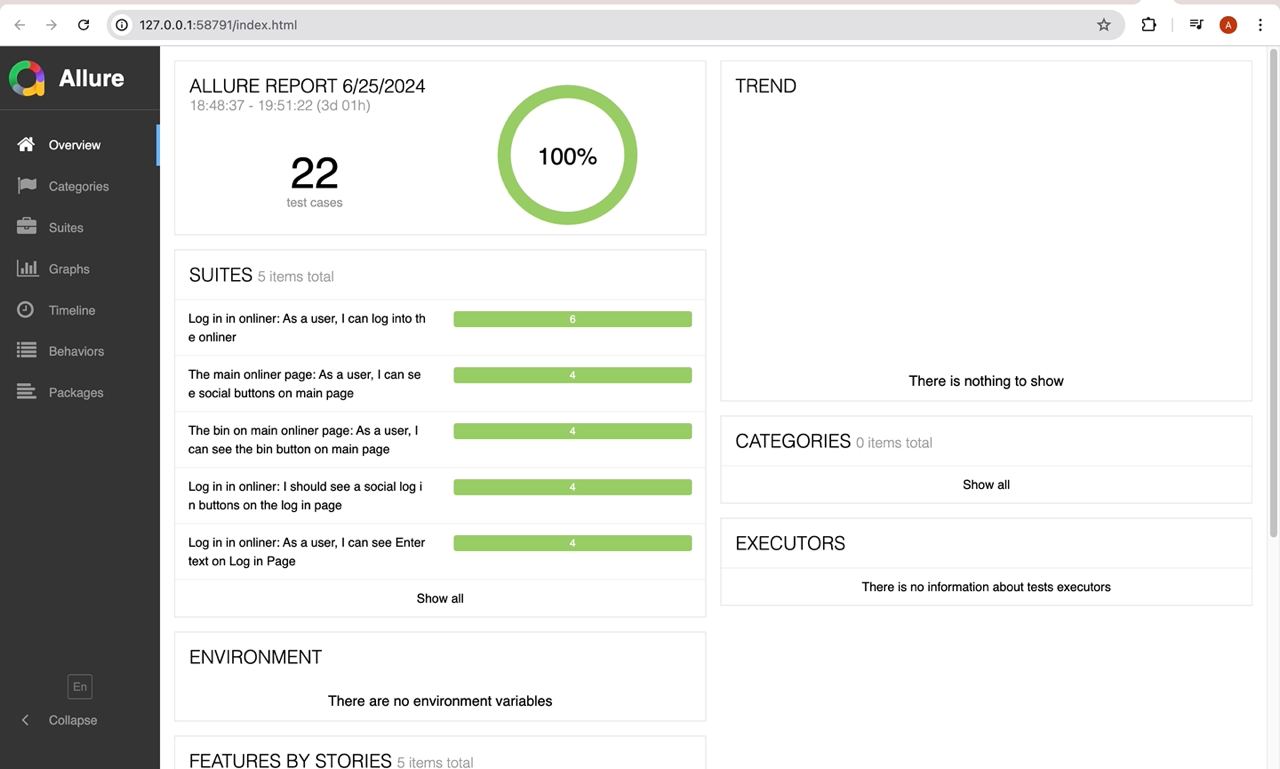 127.0.0.1:58791/index.html
A
Allure
Overview
Categories
Suites
Graphs
Timeline
Behaviors
Packages
En
Collapse
ALLURE REPORT 6/25/2024
18:48:37 - 19:51:22 (3d 01h)
22
test cases
100%
SUITES 5 items total
Log in in onliner: As a user, I can log into th
e onliner
6
The main onliner page: As a user, I can se
e social buttons on main page
4
The bin on main onliner page: As a user, I
can see the bin button on main page
4
Log in in onliner: I should see a social log i
n buttons on the log in page
4
Log in in onliner: As a user, I can see Enter
text on Log in Page
4
Show all
ENVIRONMENT
There are no environment variables
FEATURES BY STORIES 5 items total
TREND
There is nothing to show
CATEGORIES 0 items total
Show all
EXECUTORS
There is no information about tests executors